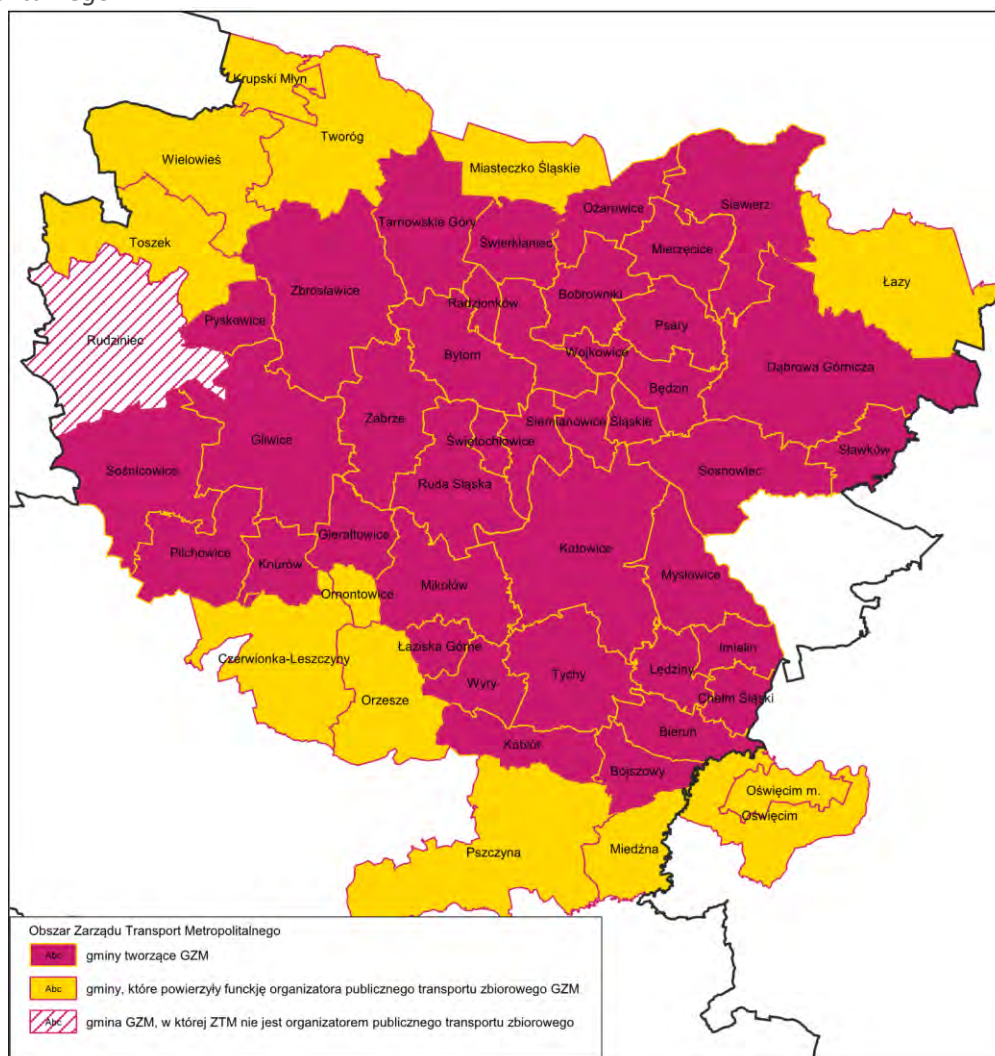 Krupski Młyn
Tworóg
Wielowieś
Miasteczko Śląskie
Ożarowice
Siewierz
Tarnowskie Góry
Toszek
Świerklaniec
Mierzęcice
Łazy
Zbrosławice
Bobrowniki
Radzionków
Pyskowice
Psary
Rudziniec
Bytom
Wojkowice
Dąbrowa Górnicza
Będzin
Zabrze
Siemianowice Śląskie
Gliwice
Świętochłowice
Sławków
Sośnicowice
Sosnowiec
Ruda Śląska
Gierałtowice
Katowice
Pilchowice
Knurów
Mysłowice
Mikołów
Ornontowice
Łaziska Górne
Imielin
Czerwionka-Leszczyny
Lędziny
Tychy
Wyry
Orzesze
Chełm Śląski
Bieruń
Kobiór
Bojszowy
Oświęcim m.
Oświęcim
Miedźna
Pszczyna
Obszar Zarządu Transport Metropolitalnego
Abc gminy tworzące GZM
Abc gminy, które powierzyły funckję organizatora publicznego transportu zbiorowego GZM
Abc gmina GZM, w której ZTM nie jest organizatorem publicznego transportu zbiorowego